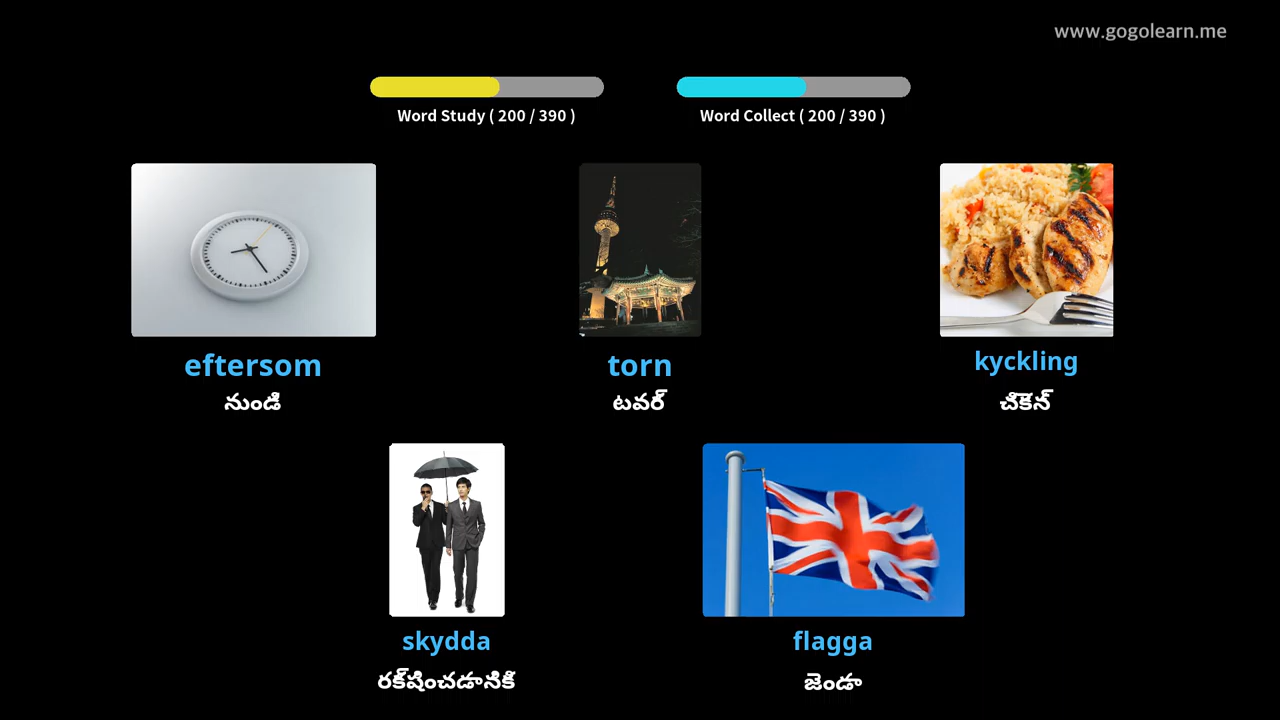 www.gogolearn.me
Word Study ( 200 / 390 )
Word Collect ( 200 / 390 )
eftersom
నుండి
torn
టవర్
kyckling
చికెన్
skydda
రక్షించడానికి
flagga
జెండా